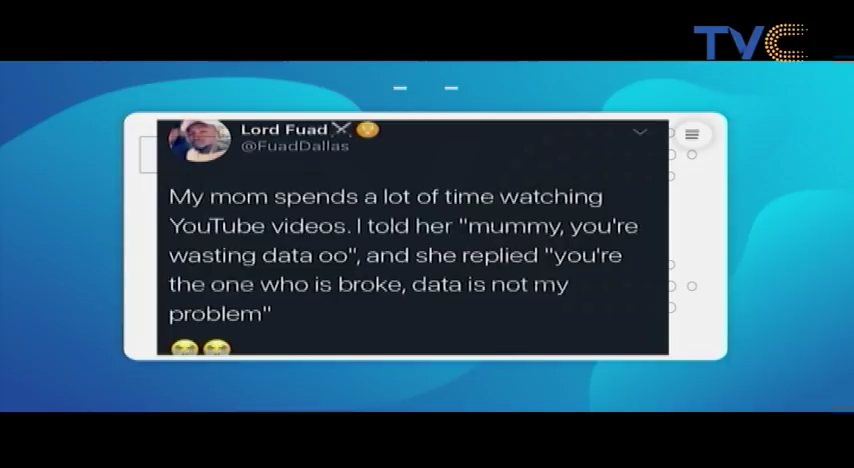 TVC
Lord Fuad
@FuadDallas
My mom spends a lot of time watching
YouTube videos. I told her "mummy, you're
wasting data oo", and she replied "you're
the one who is broke, data is not my
problem"